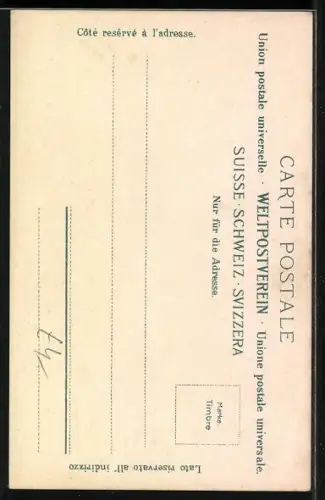 CARTE POSTALE
Union postale universelle · WELTPOSTVEREIN · Unione postale universale.
SUISSE · SCHWEIZ · SVIZZERA
Nur für die Adresse.
Marke.
Timbre
Côté resérvé à l'adresse.
Lato riservato all' indirizzo